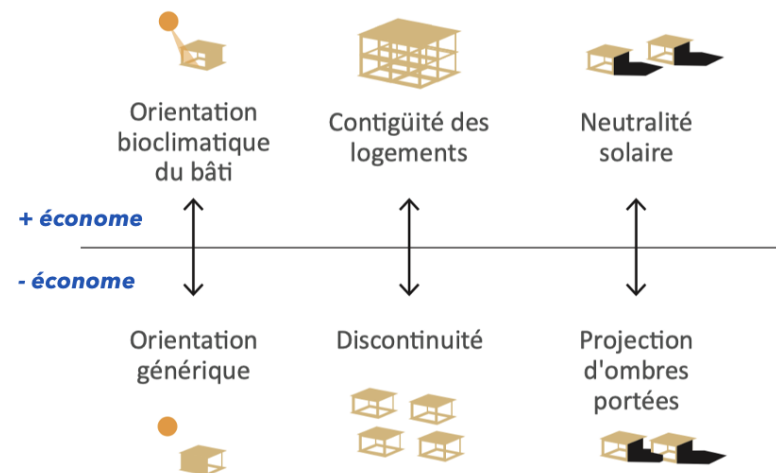 Orientation
bioclimatique
du bâti
Contigüité des
logements
Neutralité
solaire
+ économe
- économe
Orientation
générique
Discontinuité
Projection
d'ombres
portées